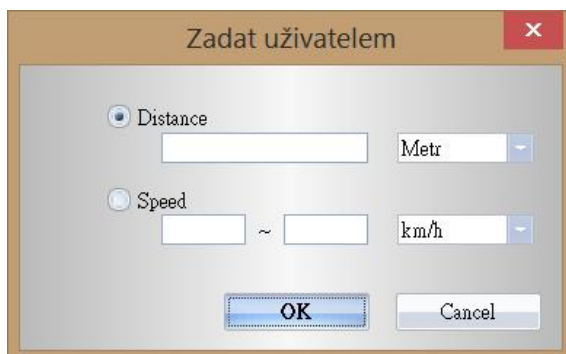 Zadat uživatelem
x
Distance
Metr
Speed
~
km/h
OK
Cancel